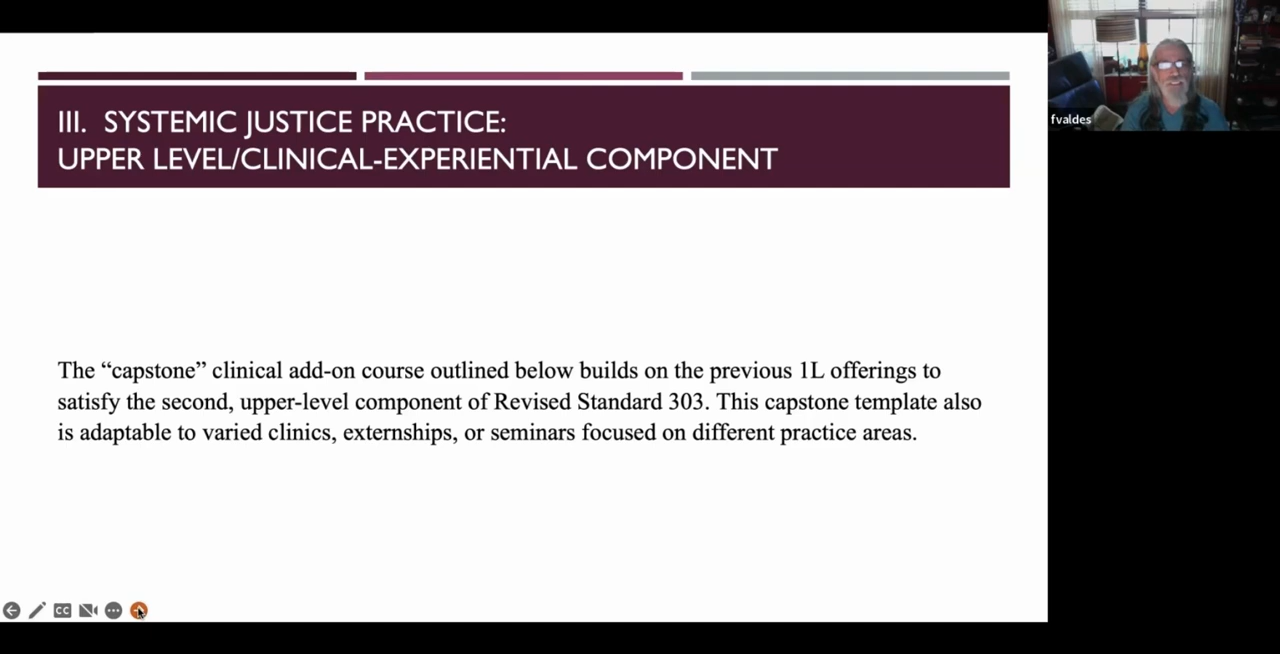 III. SYSTEMIC JUSTICE PRACTICE:
UPPER LEVEL/CLINICAL-EXPERIENTIAL COMPONENT
fvaldes
The “capstone” clinical add-on course outlined below builds on the previous 1L offerings to
satisfy the second, upper-level component of Revised Standard 303. This capstone template also
is adaptable to varied clinics, externships, or seminars focused on different practice areas.
CC